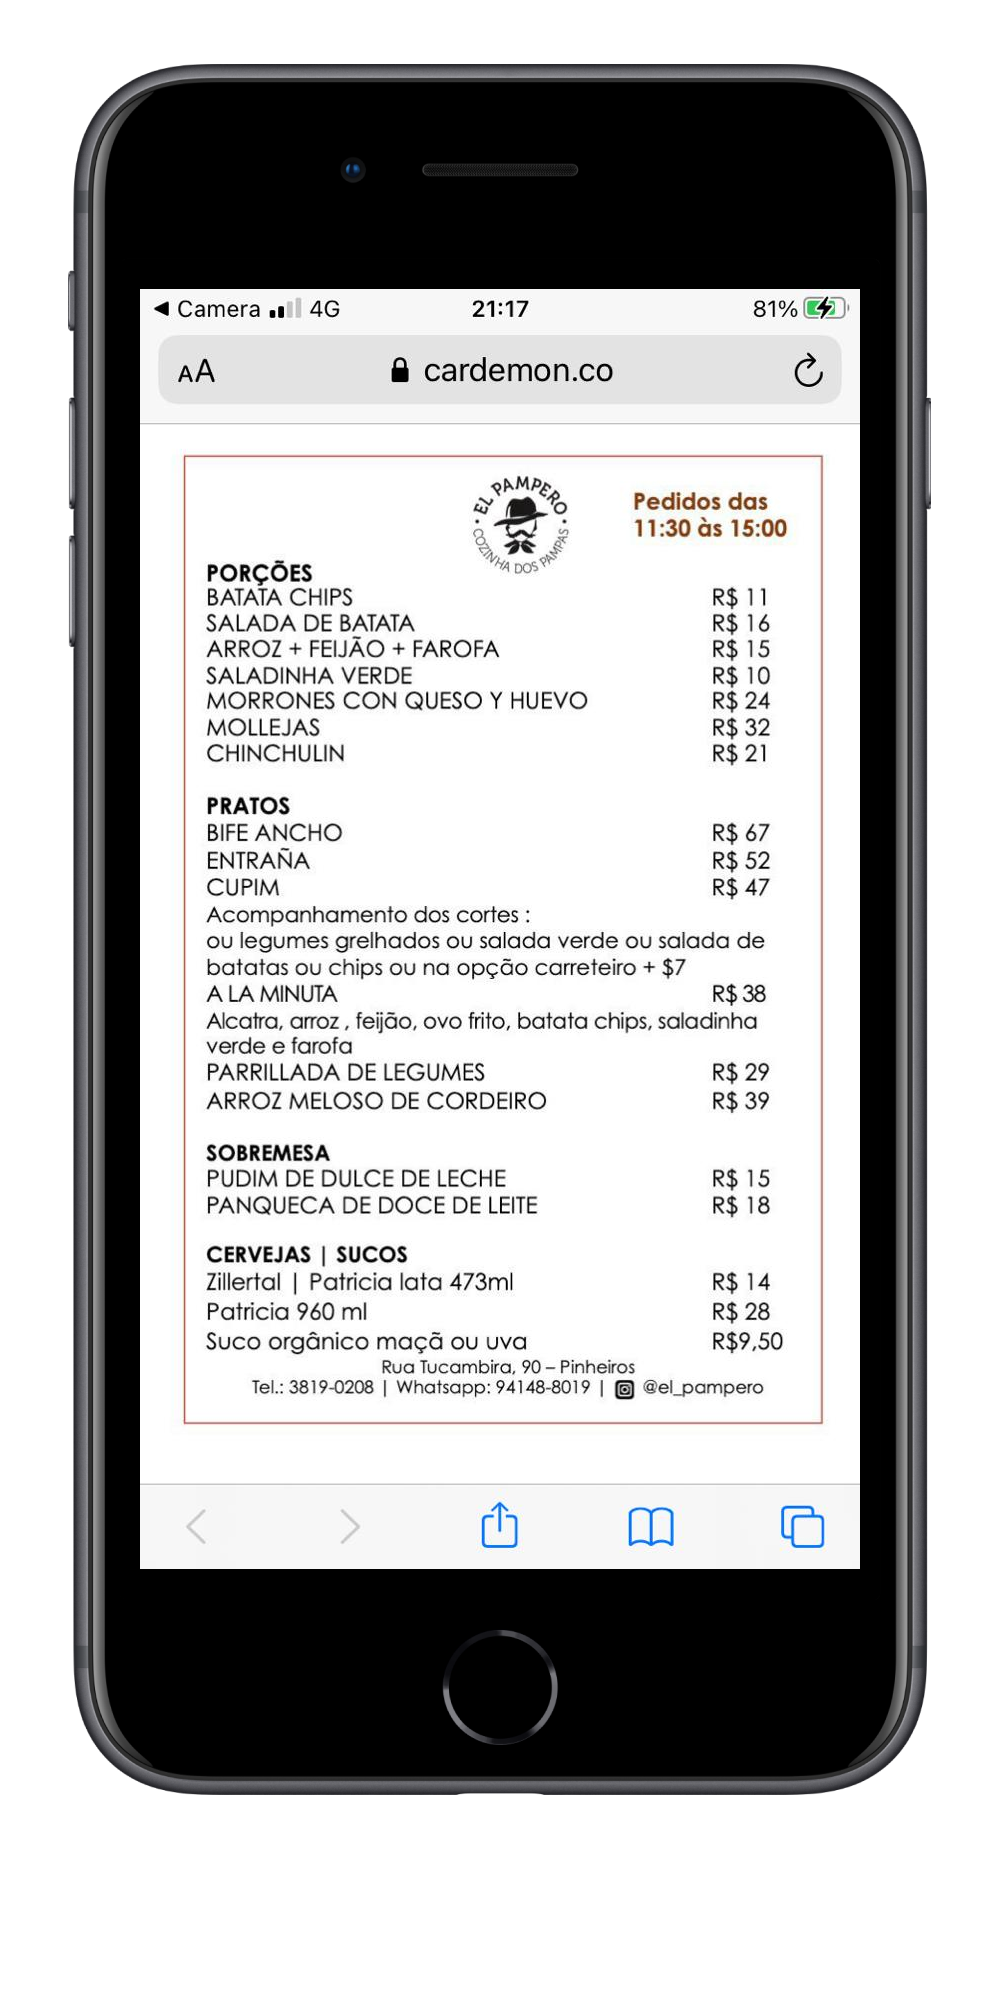 ◀ Camera 4G 21:17 81%
AA cardemon.co
EL PAMPERO
COZINHA DOS PAMPAS
Pedidos das
11:30 às 15:00
PORÇÕES
BATATA CHIPS R$ 11
SALADA DE BATATA R$ 16
ARROZ + FEIJÃO + FAROFA R$ 15
SALADINHA VERDE R$ 10
MORRONES CON QUESO Y HUEVO R$ 24
MOLLEJAS R$ 32
CHINCHULIN R$ 21
PRATOS
BIFE ANCHO R$ 67
ENTRAÑA R$ 52
CUPIM R$ 47
Acompanhamento dos cortes :
ou legumes grelhados ou salada verde ou salada de
batatas ou chips ou na opção carreteiro + $7
A LA MINUTA R$ 38
Alcatra, arroz , feijão, ovo frito, batata chips, saladinha
verde e farofa
PARRILLADA DE LEGUMES R$ 29
ARROZ MELOSO DE CORDEIRO R$ 39
SOBREMESA
PUDIM DE DULCE DE LECHE R$ 15
PANQUECA DE DOCE DE LEITE R$ 18
CERVEJAS | SUCOS
Zillertal | Patricia lata 473ml R$ 14
Patricia 960 ml R$ 28
Suco orgânico maçã ou uva R$9,50
Rua Tucambira, 90 – Pinheiros
Tel.: 3819-0208 | Whatsapp: 94148-8019 | @el_pampero